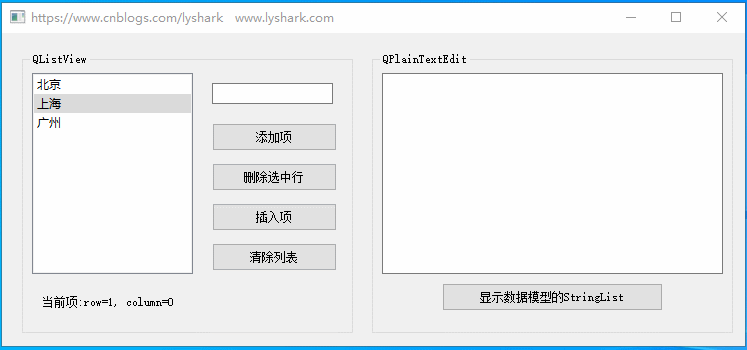 https://www.cnblogs.com/lyshark www.lyshark.com
QListView
北京
上海
广州
添加项
删除选中行
插入项
清除列表
当前项:row=1, column=0
QPlainTextEdit
显示数据模型的StringList